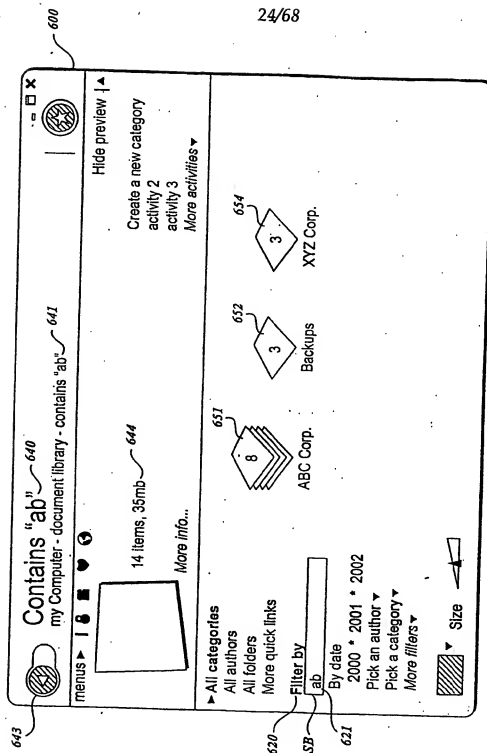 24/68
600
643
Contains "ab" 640
my Computer - document library - contains "ab" 641
menus
Hide preview
14 items, 35mb 644
More info...
Create a new category
activity 2
activity 3
More activities
All categories
All authors
All folders
More quick links
620
Filter by
SB
ab
621
By date
2000 * 2001 * 2002
Pick an author
Pick a category
More filters
Size
651
8
ABC Corp.
652
3
Backups
654
3
XYZ Corp.